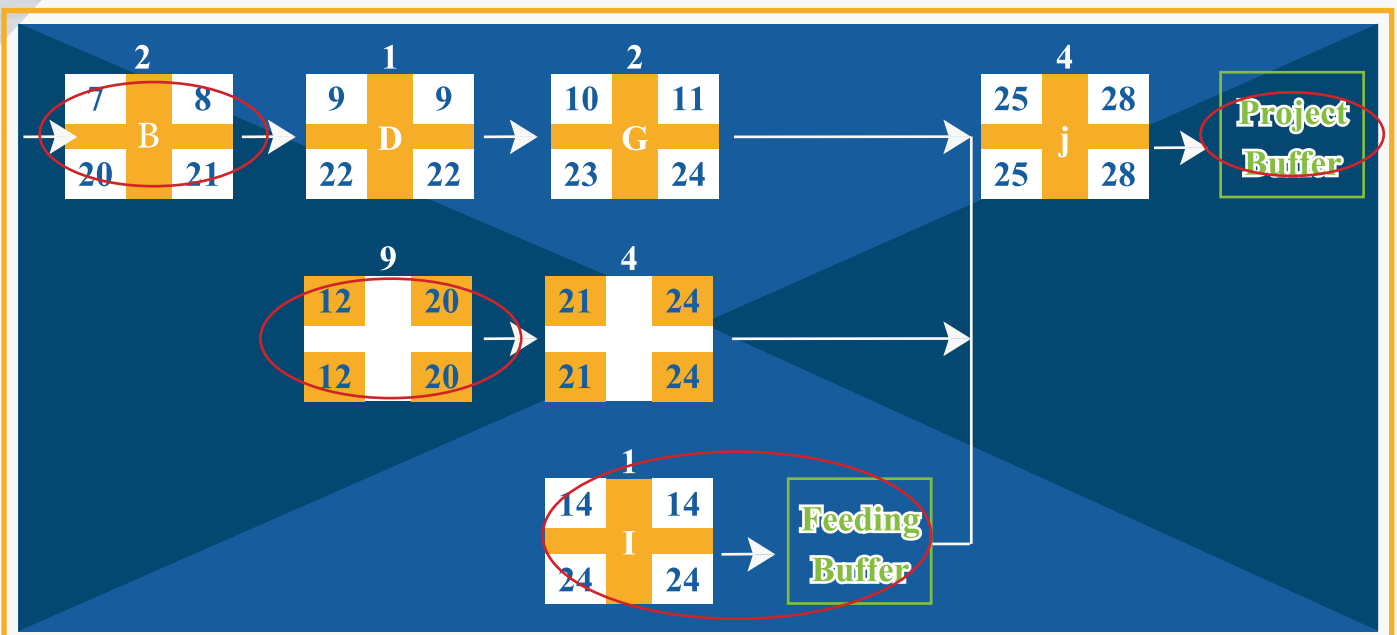 2 1 2 4
7 8 9 9 10 11 25 28 Project
B D G j
20 21 22 22 23 24 25 28 Buffer
9 4
12 20 21 24
12 20 21 24
1
14 14 Feeding
I
24 24 Buffer